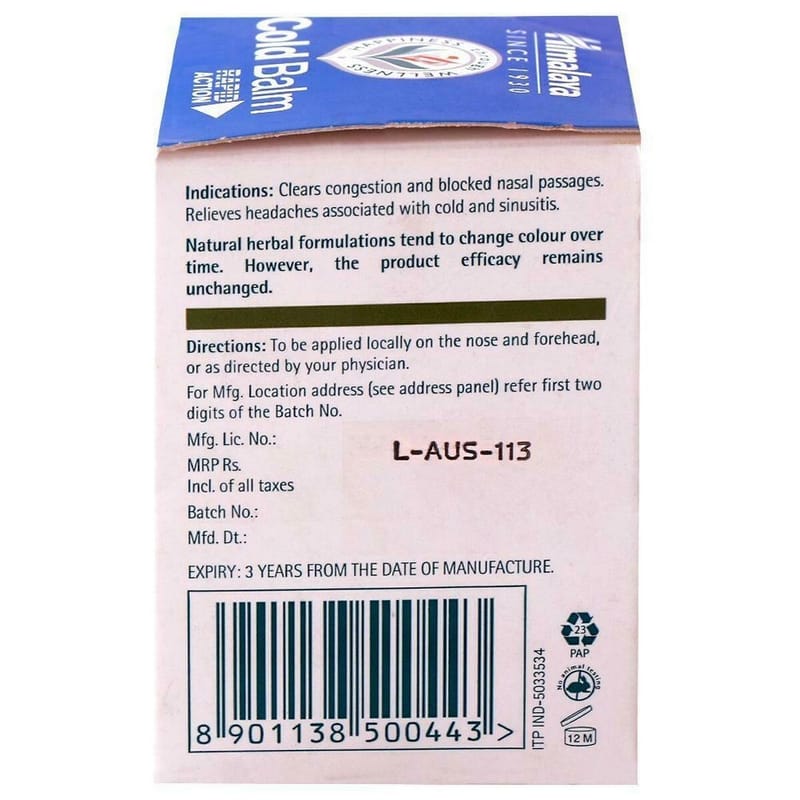 Himalaya
SINCE 1930
HAPPINESS THROUGH WELLNESS
Cold Balm
ACTION
Indications: Clears congestion and blocked nasal passages.
Relieves headaches associated with cold and sinusitis.
Natural herbal formulations tend to change colour over
time. However, the product efficacy remains
unchanged.
Directions: To be applied locally on the nose and forehead,
or as directed by your physician.
For Mfg. Location address (see address panel) refer first two
digits of the Batch No.
Mfg. Lic. No.: L-AUS-113
MRP Rs.
Incl. of all taxes
Batch No.:
Mfd. Dt.:
EXPIRY: 3 YEARS FROM THE DATE OF MANUFACTURE.
8 901138 500443 >
ITP IND-5033534
23
PAP
No animal testing
12 M